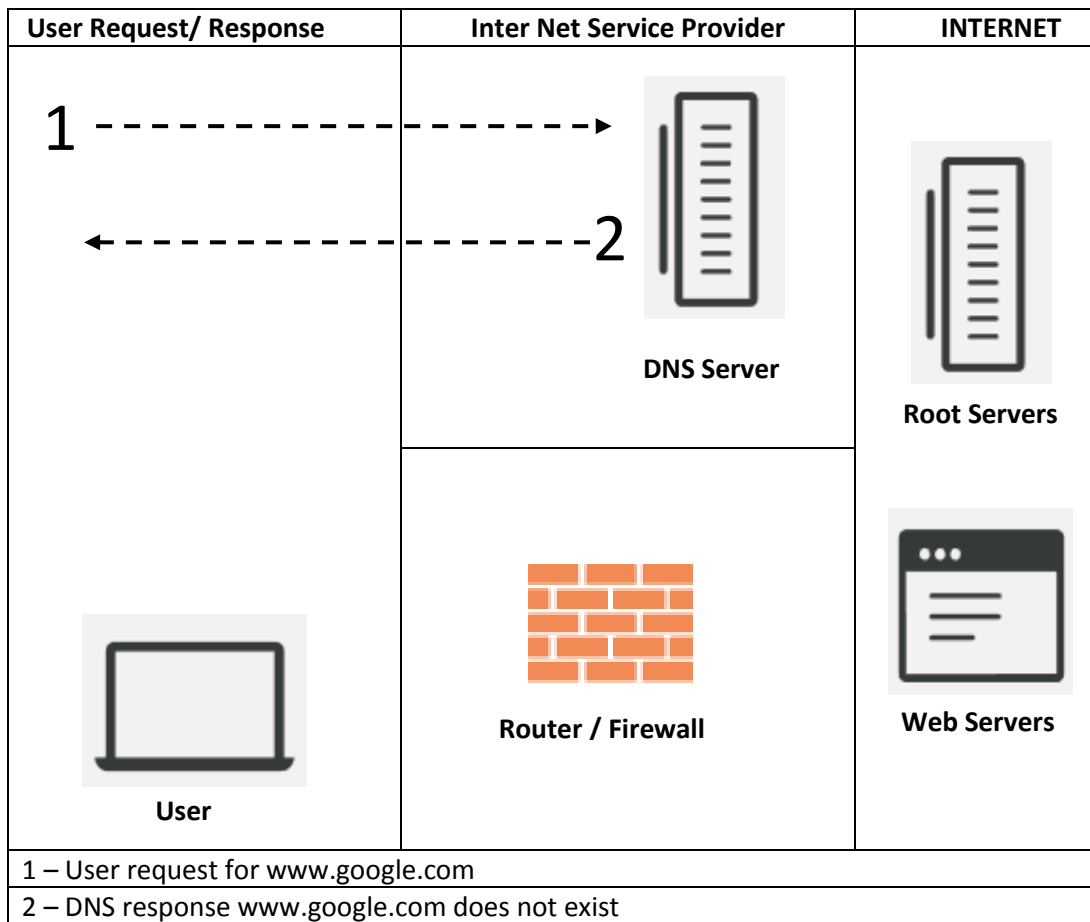 User Request/ Response
Inter Net Service Provider
INTERNET
1
2
DNS Server
Root Servers
Router / Firewall
Web Servers
User
1 – User request for www.google.com
2 – DNS response www.google.com does not exist